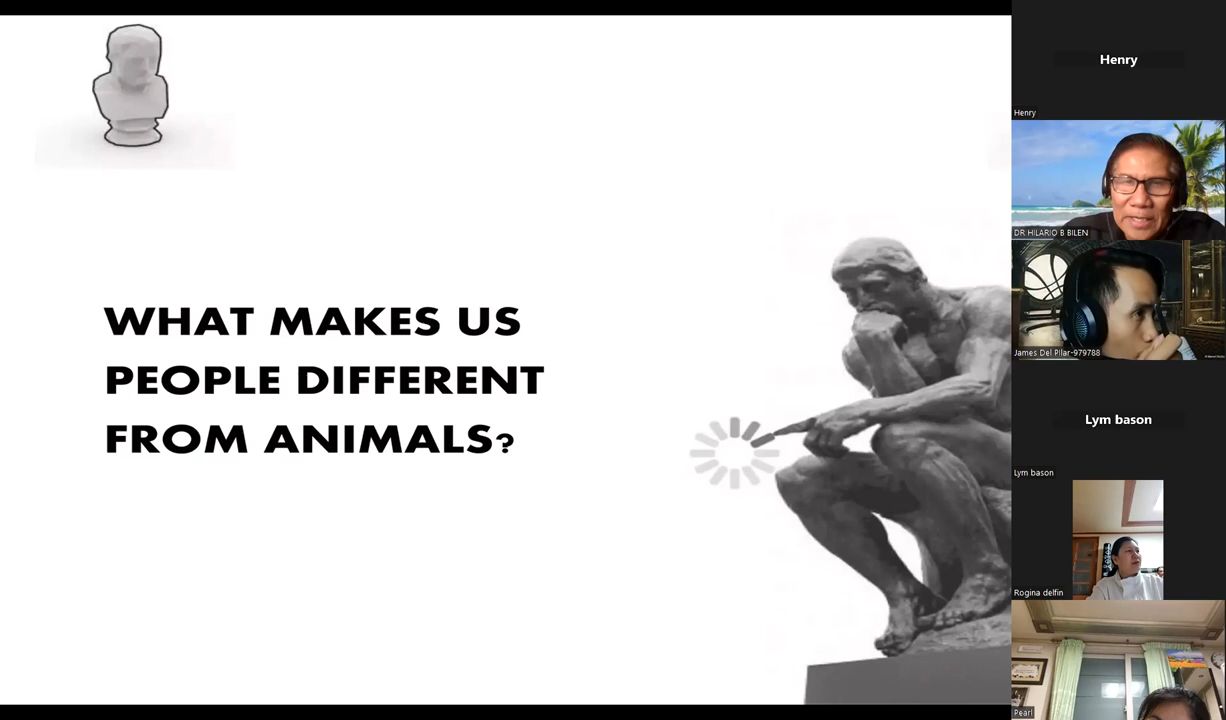 WHAT MAKES US
PEOPLE DIFFERENT
FROM ANIMALS?
Henry
Henry
DR HILARIO B BILEN
James Del Pilar-979788
Lym bason
Lym bason
Rogina delfin
Pearl